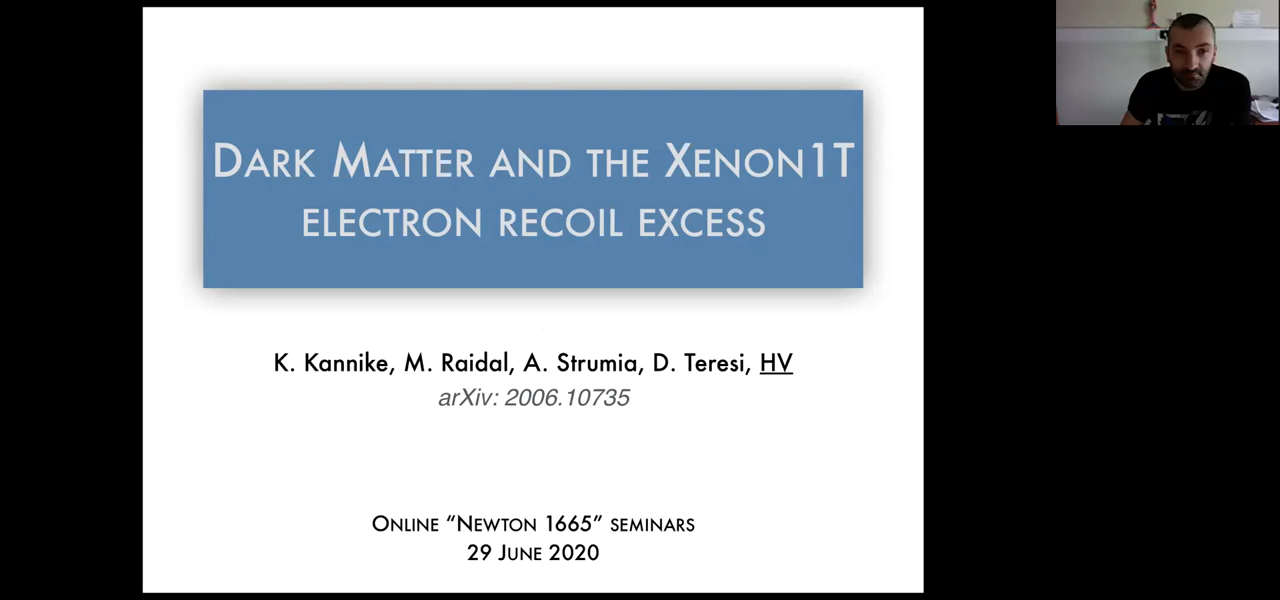 DARK MATTER AND THE XENON1T
ELECTRON RECOIL EXCESS
K. Kannike, M. Raidal, A. Strumia, D. Teresi, HV
arXiv: 2006.10735
ONLINE “NEWTON 1665” SEMINARS
29 JUNE 2020